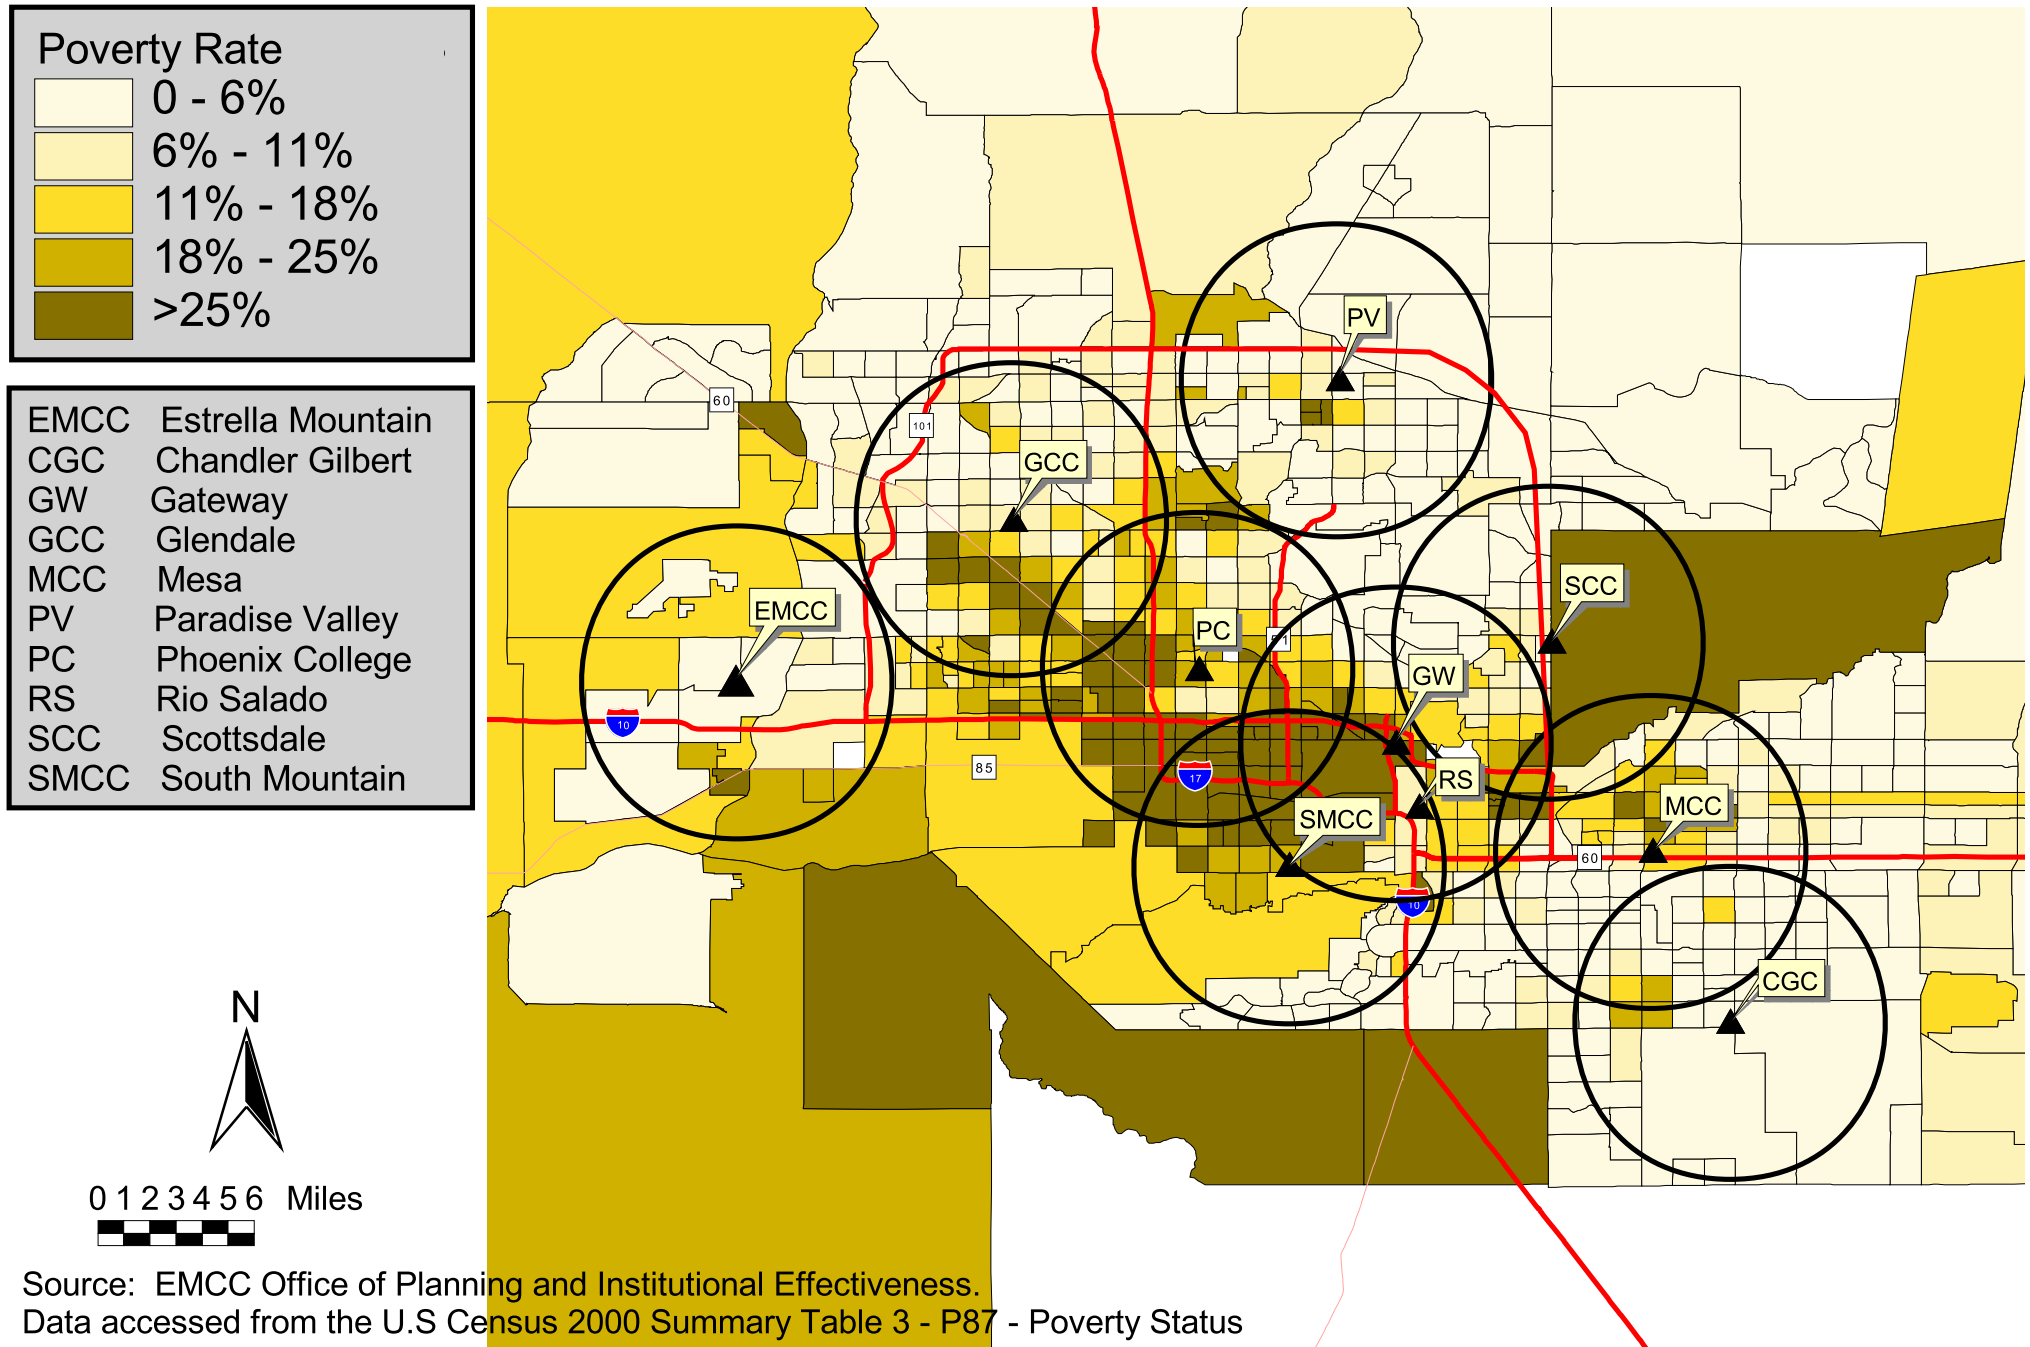 Poverty Rate
0 - 6%
6% - 11%
11% - 18%
18% - 25%
>25%
EMCC Estrella Mountain
CGC Chandler Gilbert
GW Gateway
GCC Glendale
MCC Mesa
PV Paradise Valley
PC Phoenix College
RS Rio Salado
SCC Scottsdale
SMCC South Mountain
N
0 1 2 3 4 5 6 Miles
PV
60
101
GCC
SCC
EMCC
PC
GW
10
85
17
RS
SMCC
MCC
60
10
CGC
Source: EMCC Office of Planning and Institutional Effectiveness.
Data accessed from the U.S Census 2000 Summary Table 3 - P87 - Poverty Status